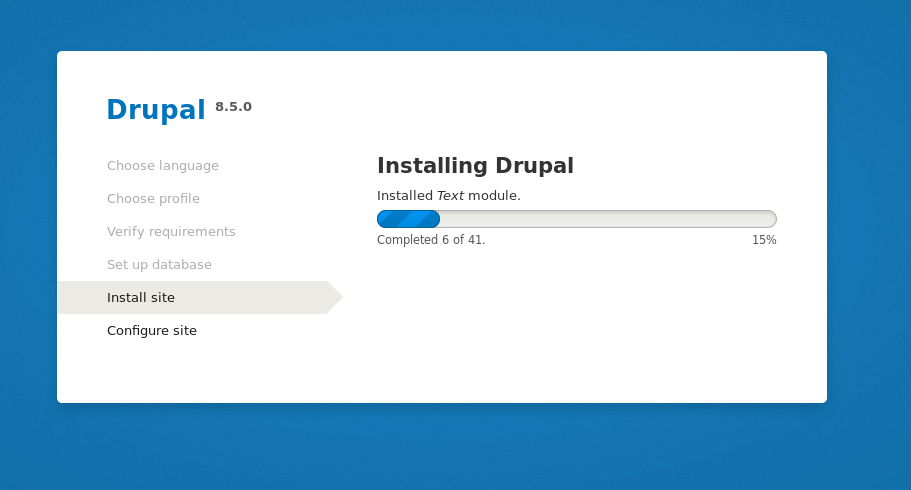 Drupal 8.5.0
Choose language
Choose profile
Verify requirements
Set up database
Install site
Configure site
Installing Drupal
Installed Text module.
Completed 6 of 41. 15%